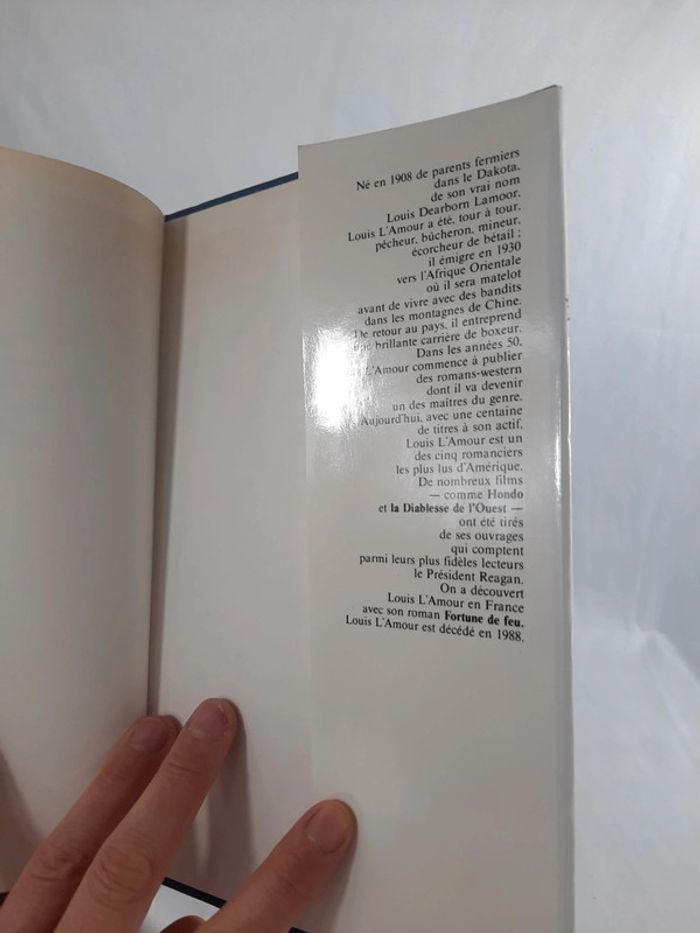 Né en 1908 de parents fermiers
dans le Dakota,
de son vrai nom
Louis Dearborn Lamoor,
Louis L'Amour a été, tour à tour,
pêcheur, bûcheron, mineur,
écorcheur de bétail ;
il émigre en 1930
vers l'Afrique Orientale
où il sera matelot
avant de vivre avec des bandits
dans les montagnes de Chine.
De retour au pays, il entreprend
une brillante carrière de boxeur.
Dans les années 50,
L'Amour commence à publier
des romans-western
dont il va devenir
un des maîtres du genre.
Aujourd'hui, avec une centaine
de titres à son actif,
Louis L'Amour est un
des cinq romanciers
les plus lus d'Amérique.
De nombreux films
— comme Hondo
et la Diablesse de l'Ouest —
ont été tirés
de ses ouvrages
qui comptent
parmi leurs plus fidèles lecteurs
le Président Reagan.
On a découvert
Louis L'Amour en France
avec son roman Fortune de feu.
Louis L'Amour est décédé en 1988.